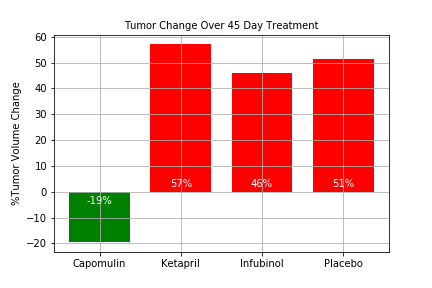 Tumor Change Over 45 Day Treatment
%Tumor Volume Change
60
50
40
30
20
10
0
−10
−20
-19%
57%
46%
51%
Capomulin
Ketapril
Infubinol
Placebo